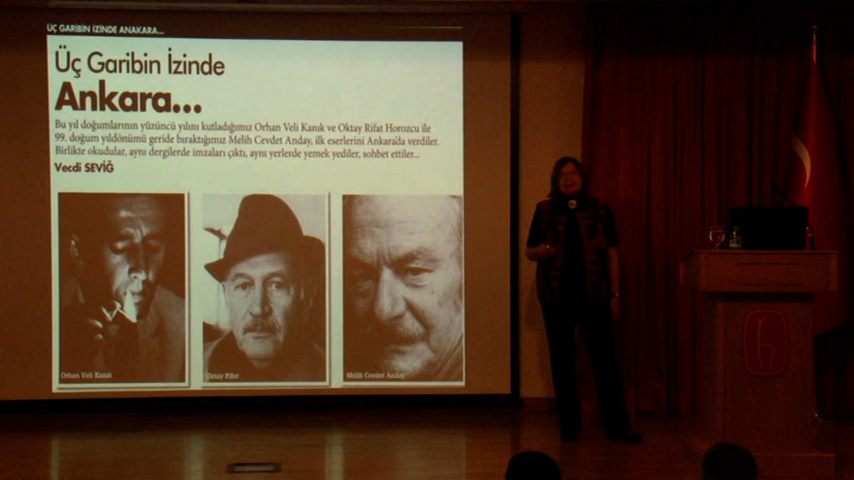 ÜÇ GARİBİN İZİNDE ANAKARA...
Üç Garibin İzinde
Ankara...
Bu yıl doğumlarının yüzüncü yılını kutladığımız Orhan Veli Kanık ve Oktay Rifat Horozcu ile
99. doğum yıldönümü geride bıraktığımız Melih Cevdet Anday, ilk eserlerini Ankara'da verdiler.
Birlikte okudular, aynı dergilerde imzaları çıktı, aynı yerlerde yemek yediler, sohbet ettiler...
Vecdi SEVİĞ
Orhan Veli Kanık
Oktay Rifat
Melih Cevdet Anday